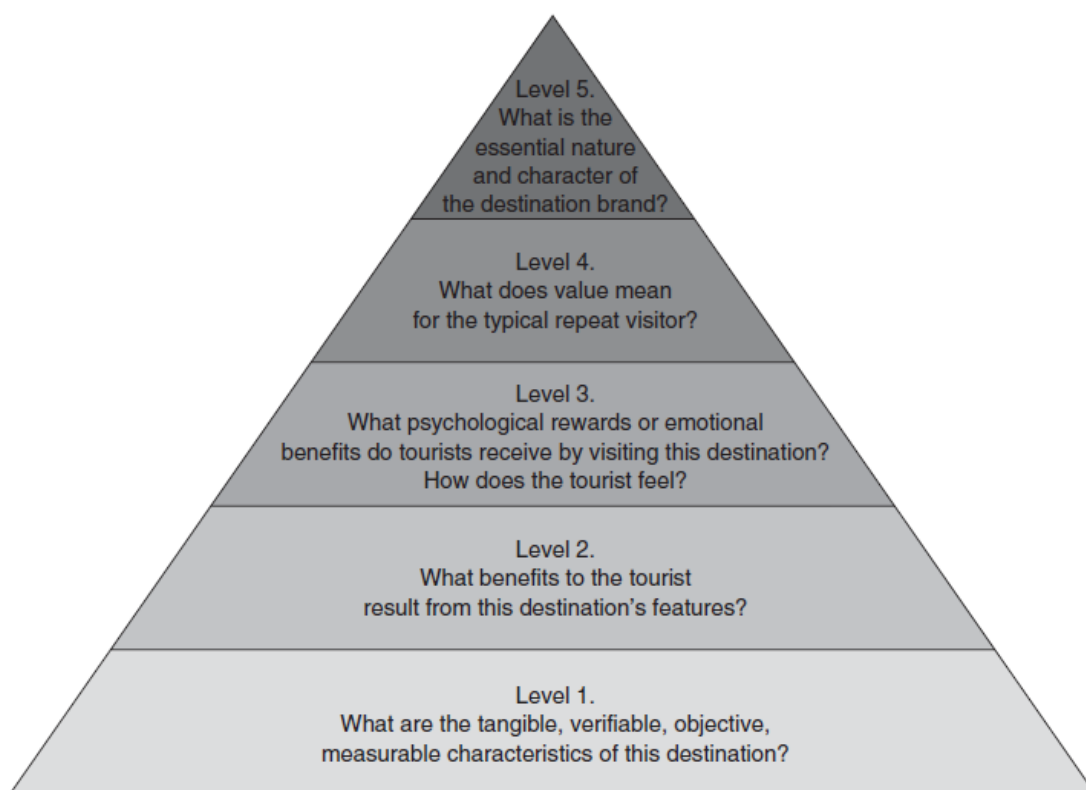 Level 5.
What is the
essential nature
and character of
the destination brand?
Level 4.
What does value mean
for the typical repeat visitor?
Level 3.
What psychological rewards or emotional
benefits do tourists receive by visiting this destination?
How does the tourist feel?
Level 2.
What benefits to the tourist
result from this destination’s features?
Level 1.
What are the tangible, verifiable, objective,
measurable characteristics of this destination?